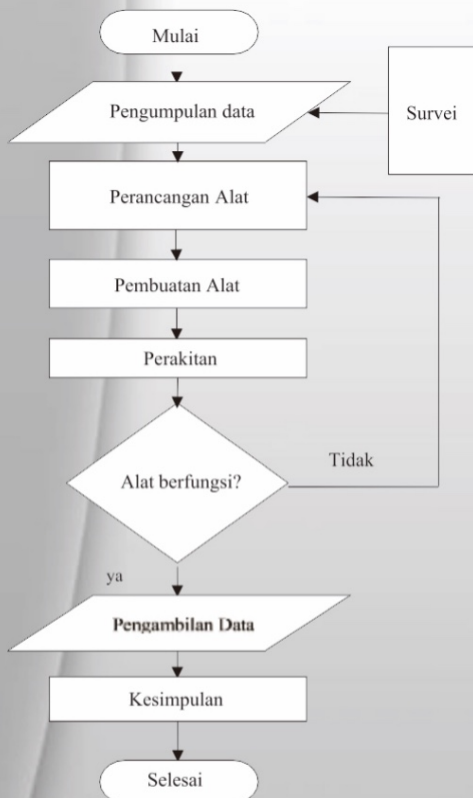 Mulai
Pengumpulan data
Survei
Perancangan Alat
Pembuatan Alat
Perakitan
Alat berfungsi?
Tidak
ya
Pengambilan Data
Kesimpulan
Selesai